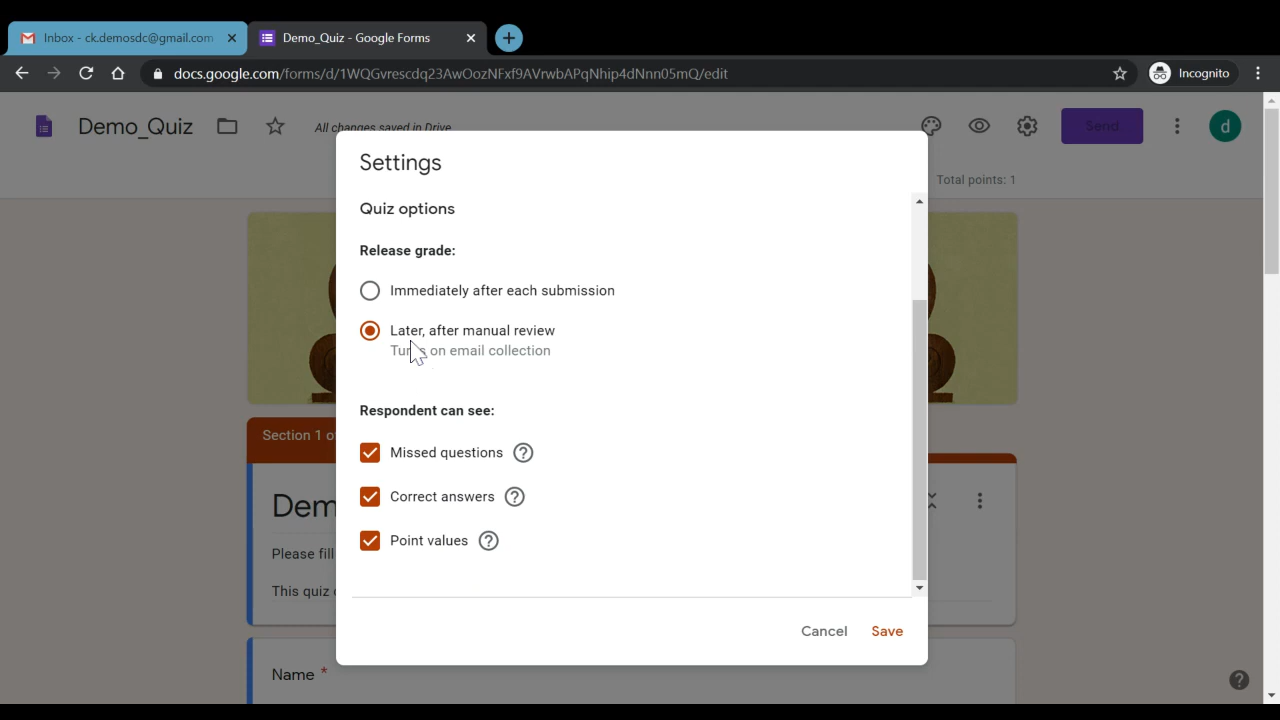 Inbox - ck.demosdc@gmail.com
Demo_Quiz - Google Forms
docs.google.com/forms/d/1WQGvrescdq23AwOozNFxf9AVrwbAPqNhip4dNnn05mQ/edit
Incognito
Demo_Quiz
All changes saved in Drive
Send
d
Total points: 1
Settings
Quiz options
Release grade:
Immediately after each submission
Later, after manual review
Turns on email collection
Respondent can see:
Missed questions
Correct answers
Point values
Cancel
Save
Section 1 o
Dem
Please fill
This quiz
Name *